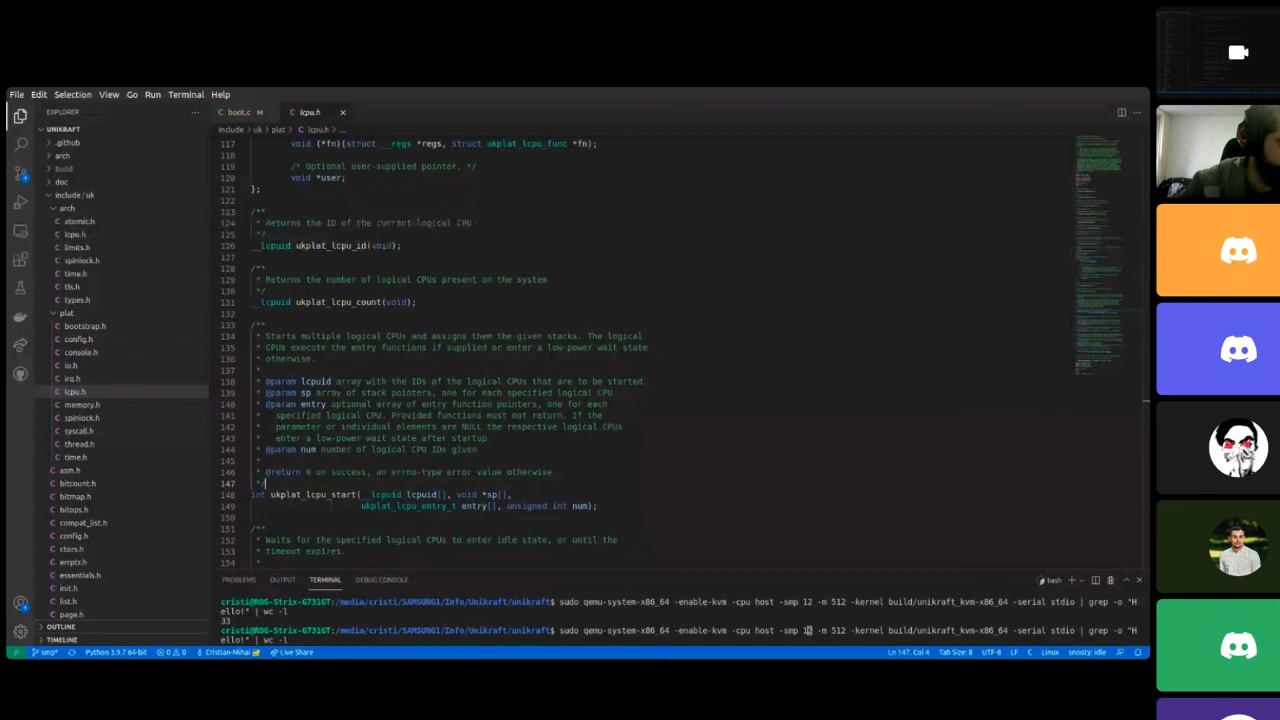 File Edit Selection View Go Run Terminal Help
EXPLORER
UNIKRAFT
.github
arch
build
doc
include/uk
arch
C atomic.h
C lcpu.h
C limits.h
C spinlock.h
C time.h
C tls.h
C types.h
plat
C bootstrap.h
C config.h
C console.h
C io.h
C irq.h
C lcpu.h
C memory.h
C spinlock.h
C syscall.h
C thread.h
C time.h
C asm.h
C bitcount.h
C bitmap.h
C bitops.h
C compat_list.h
C config.h
C ctors.h
C errptr.h
C essentials.h
C init.h
C list.h
C page.h
OUTLINE
TIMELINE
C boot.c M
C lcpu.h
include > uk > plat > C lcpu.h > ...
117 void (*fn)(struct __regs *regs, struct ukplat_lcpu_func *fn);
118
119 /* Optional user-supplied pointer. */
120 void *user;
121 };
122
123 /**
124 * Returns the ID of the current logical CPU
125 */
126 __lcpuid ukplat_lcpu_id(void);
127
128 /**
129 * Returns the number of logical CPUs present on the system
130 */
131 __lcpuid ukplat_lcpu_count(void);
132
133 /**
134 * Starts multiple logical CPUs and assigns them the given stacks. The logical
135 * CPUs execute the entry functions if supplied or enter a low-power wait state
136 * otherwise.
137 *
138 * @param lcpuid array with the IDs of the logical CPUs that are to be started
139 * @param sp array of stack pointers, one for each specified logical CPU
140 * @param entry optional array of entry function pointers, one for each
141 * specified logical CPU. Provided functions must not return. If the
142 * parameter or individual elements are NULL the respective logical CPUs
143 * enter a low-power wait state after startup
144 * @param num number of logical CPU IDs given
145 *
146 * @return 0 on success, an errno-type error value otherwise
147 */
148 int ukplat_lcpu_start(__lcpuid lcpuid[], void *sp[],
149 ukplat_lcpu_entry_t entry[], unsigned int num);
150
151 /**
152 * Waits for the specified logical CPUs to enter idle state, or until the
153 * timeout expires.
154 *
PROBLEMS OUTPUT TERMINAL DEBUG CONSOLE
bash
cristi@ROG-Strix-G731GT:/media/cristi/SAMSUNG1/Info/Unikraft/unikraft$ sudo qemu-system-x86_64 -enable-kvm -cpu host -smp 12 -m 512 -kernel build/unikraft_kvm-x86_64 -serial stdio | grep -o "H
ello!" | wc -l
33
cristi@ROG-Strix-G731GT:/media/cristi/SAMSUNG1/Info/Unikraft/unikraft$ sudo qemu-system-x86_64 -enable-kvm -cpu host -smp 12 -m 512 -kernel build/unikraft_kvm-x86_64 -serial stdio | grep -o "H
ello!" | wc -l
smp* Python 3.9.7 64-bit 0 0 Cristian-Mihai Live Share Ln 147, Col 4 Tab Size: 8 UTF-8 LF C Linux snooty: idle